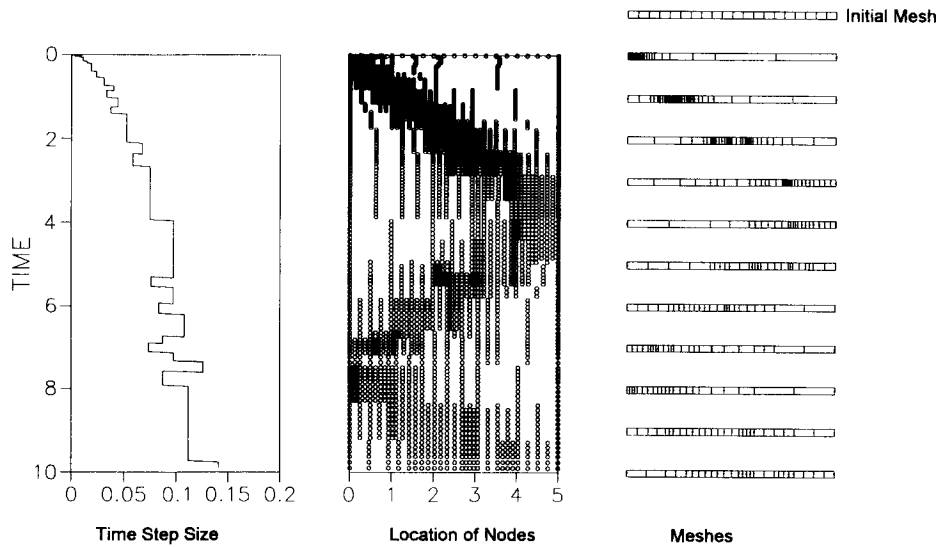 Initial Mesh
0
2
4
6
8
10
TIME
0 0.05 0.1 0.15 0.2
0 1 2 3 4 5
Time Step Size
Location of Nodes
Meshes